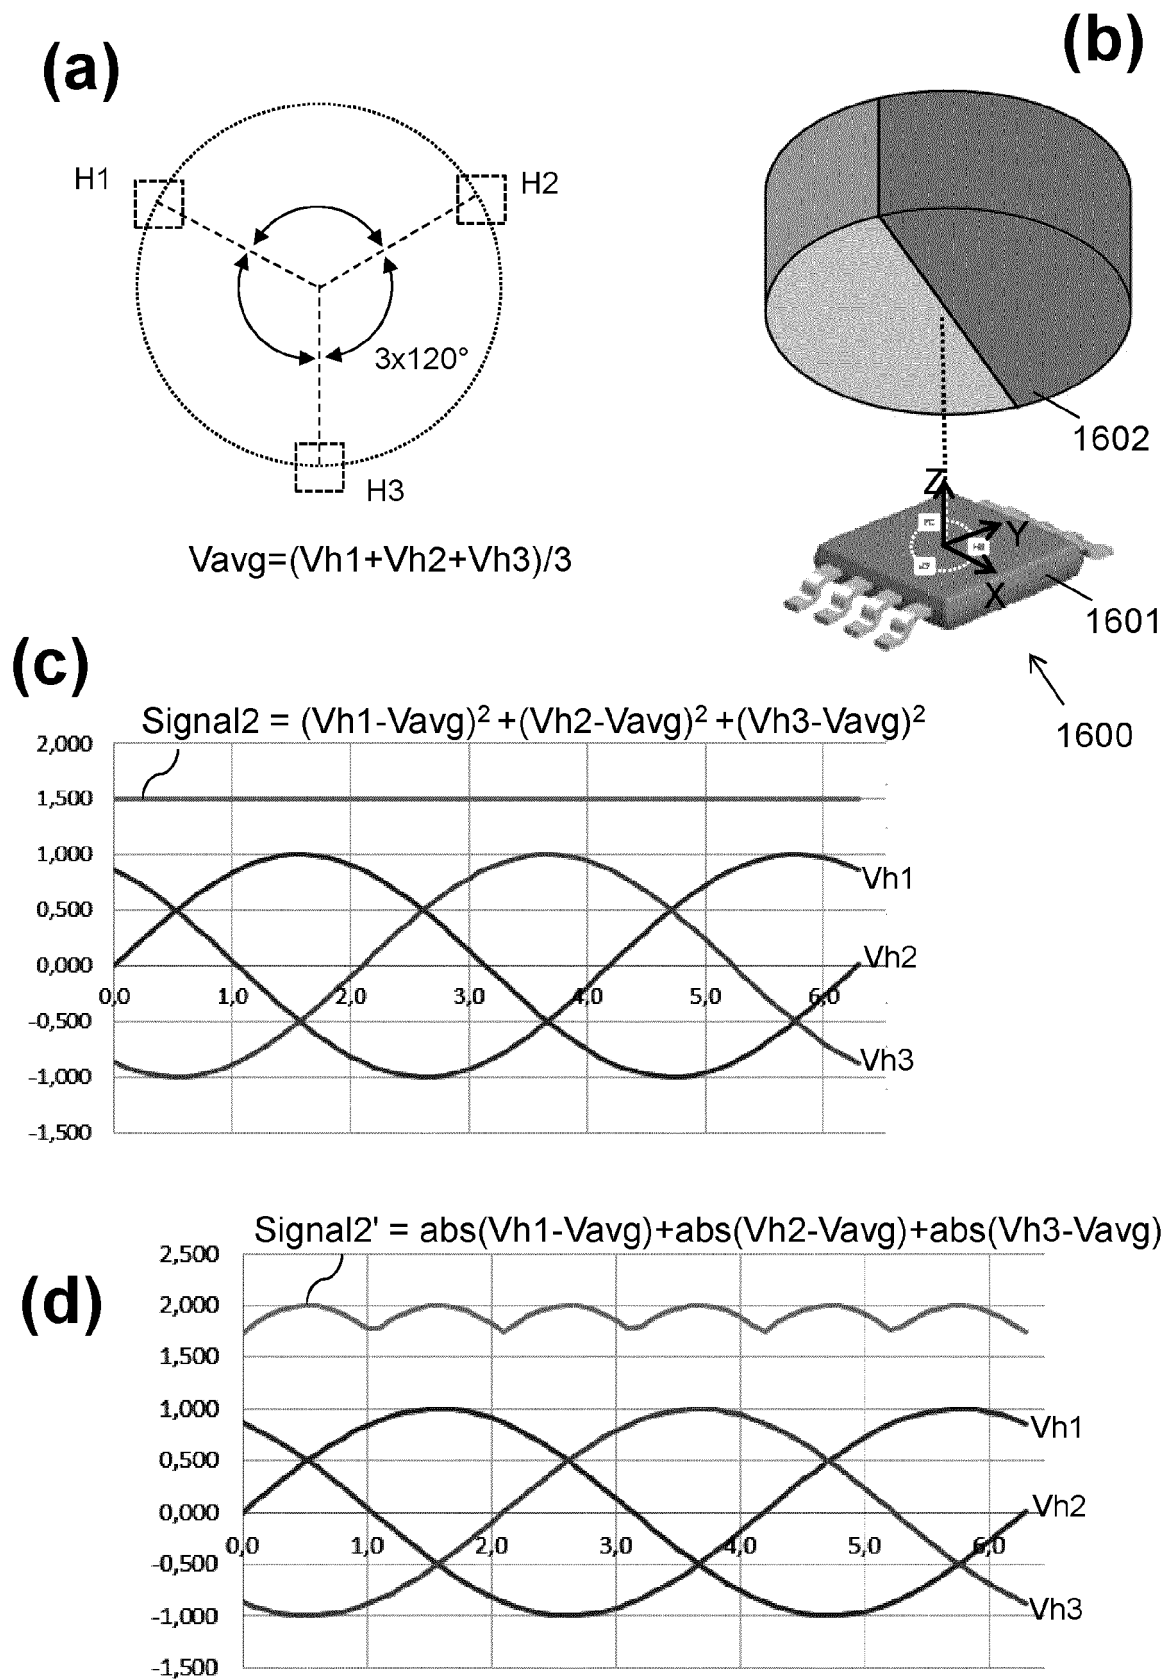 (a)
H1
H2
3x120°
H3
Vavg=(Vh1+Vh2+Vh3)/3
(b)
1602
Z
Y
X
1601
1600
(c)
Signal2 = (Vh1-Vavg)² +(Vh2-Vavg)² +(Vh3-Vavg)²
2,000
1,500
1,000
0,500
0,000
-0,500
-1,000
-1,500
0,0 1,0 2,0 3,0 4,0 5,0 6,0
Vh1
Vh2
Vh3
(d)
Signal2' = abs(Vh1-Vavg)+abs(Vh2-Vavg)+abs(Vh3-Vavg)
2,500
2,000
1,500
1,000
0,500
0,000
-0,500
-1,000
-1,500
0,0 1,0 2,0 3,0 4,0 5,0 6,0
Vh1
Vh2
Vh3